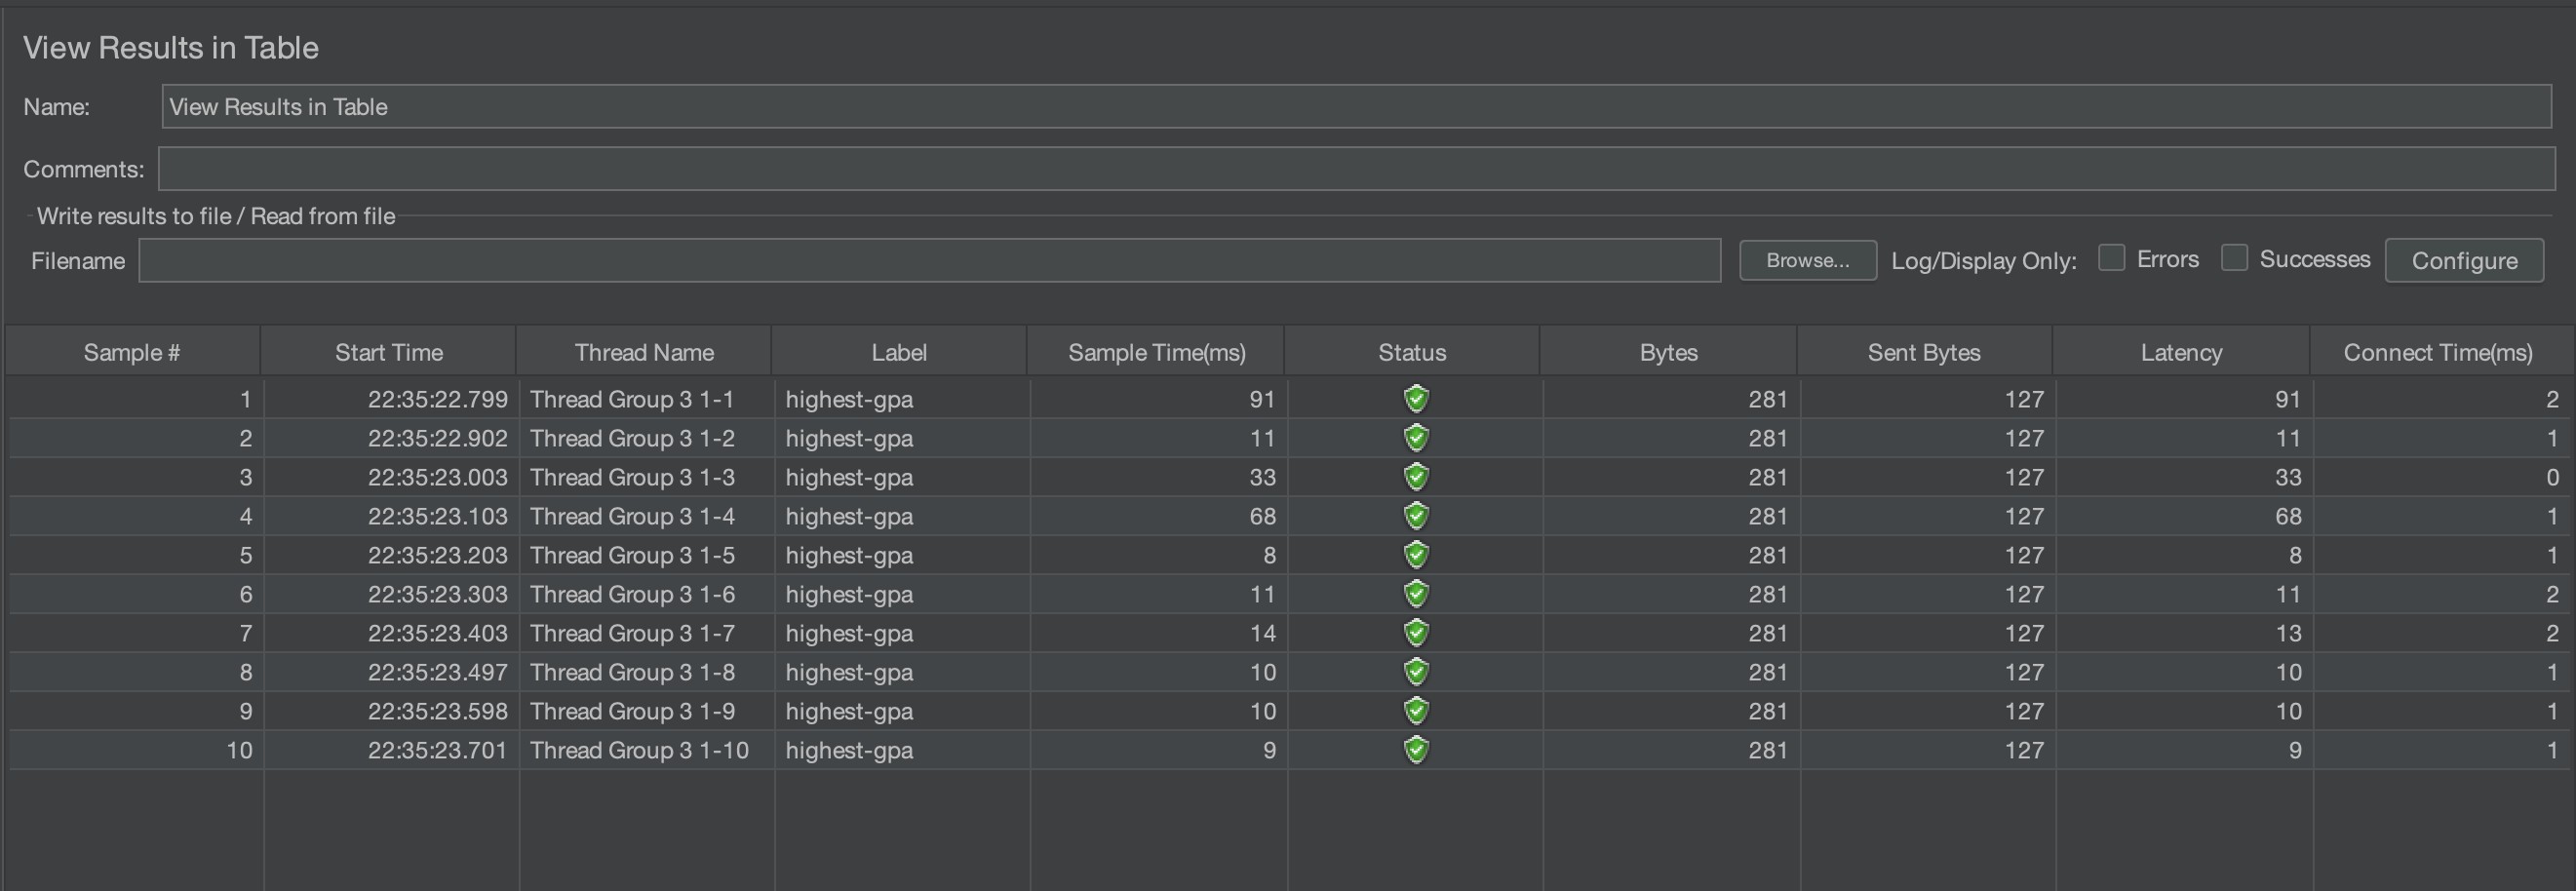 View Results in Table
Name: View Results in Table
Comments:
Write results to file / Read from file
Filename Browse... Log/Display Only: Errors Successes Configure
Sample # Start Time Thread Name Label Sample Time(ms) Status Bytes Sent Bytes Latency Connect Time(ms)
1 22:35:22.799 Thread Group 3 1-1 highest-gpa 91 281 127 91 2
2 22:35:22.902 Thread Group 3 1-2 highest-gpa 11 281 127 11 1
3 22:35:23.003 Thread Group 3 1-3 highest-gpa 33 281 127 33 0
4 22:35:23.103 Thread Group 3 1-4 highest-gpa 68 281 127 68 1
5 22:35:23.203 Thread Group 3 1-5 highest-gpa 8 281 127 8 1
6 22:35:23.303 Thread Group 3 1-6 highest-gpa 11 281 127 11 2
7 22:35:23.403 Thread Group 3 1-7 highest-gpa 14 281 127 13 2
8 22:35:23.497 Thread Group 3 1-8 highest-gpa 10 281 127 10 1
9 22:35:23.598 Thread Group 3 1-9 highest-gpa 10 281 127 10 1
10 22:35:23.701 Thread Group 3 1-10 highest-gpa 9 281 127 9 1